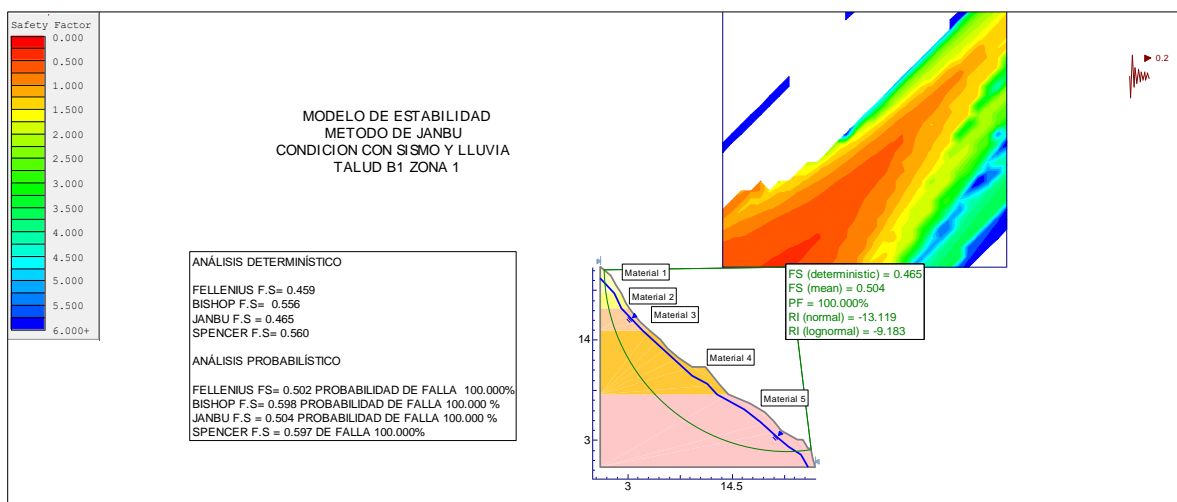 Safety Factor
0.000
0.500
1.000
1.500
2.000
2.500
3.000
3.500
4.000
4.500
5.000
5.500
6.000+
MODELO DE ESTABILIDAD
METODO DE JANBU
CONDICION CON SISMO Y LLUVIA
TALUD B1 ZONA 1
0.2
ANÁLISIS DETERMINÍSTICO
FELLENIUS F.S= 0.459
BISHOP F.S= 0.556
JANBU F.S= 0.465
SPENCER F.S= 0.560
ANÁLISIS PROBABILÍSTICO
FELLENIUS FS= 0.502 PROBABILIDAD DE FALLA 100.000%
BISHOP F.S= 0.598 PROBABILIDAD DE FALLA 100.000 %
JANBU F.S = 0.504 PROBABILIDAD DE FALLA 100.000 %
SPENCER F.S = 0.597 DE FALLA 100.000%
Material 1
Material 2
Material 3
Material 4
Material 5
FS (deterministic) = 0.465
FS (mean) = 0.504
PF = 100.000%
RI (normal) = -13.119
RI (lognormal) = -9.183
14
3
3
14.5